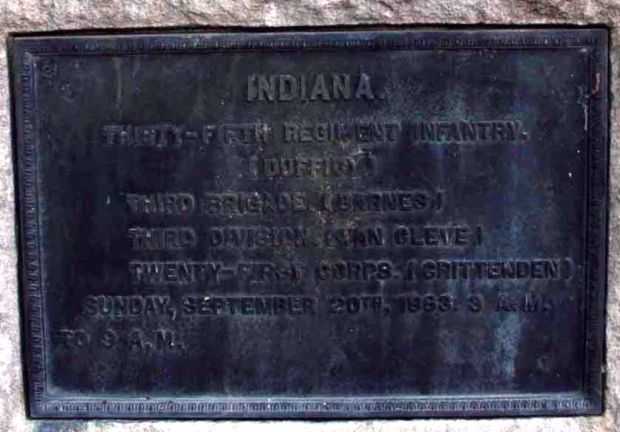 INDIANA.
THIRTY-FIFTH REGIMENT INFANTRY.
(DUFFICY)
THIRD BRIGADE. (BARNES)
THIRD DIVISION. (VAN CLEVE)
TWENTY-FIRST CORPS. (CRITTENDEN)
SUNDAY, SEPTEMBER 20TH, 1863. 3 A.M.
TO 9 A.M.